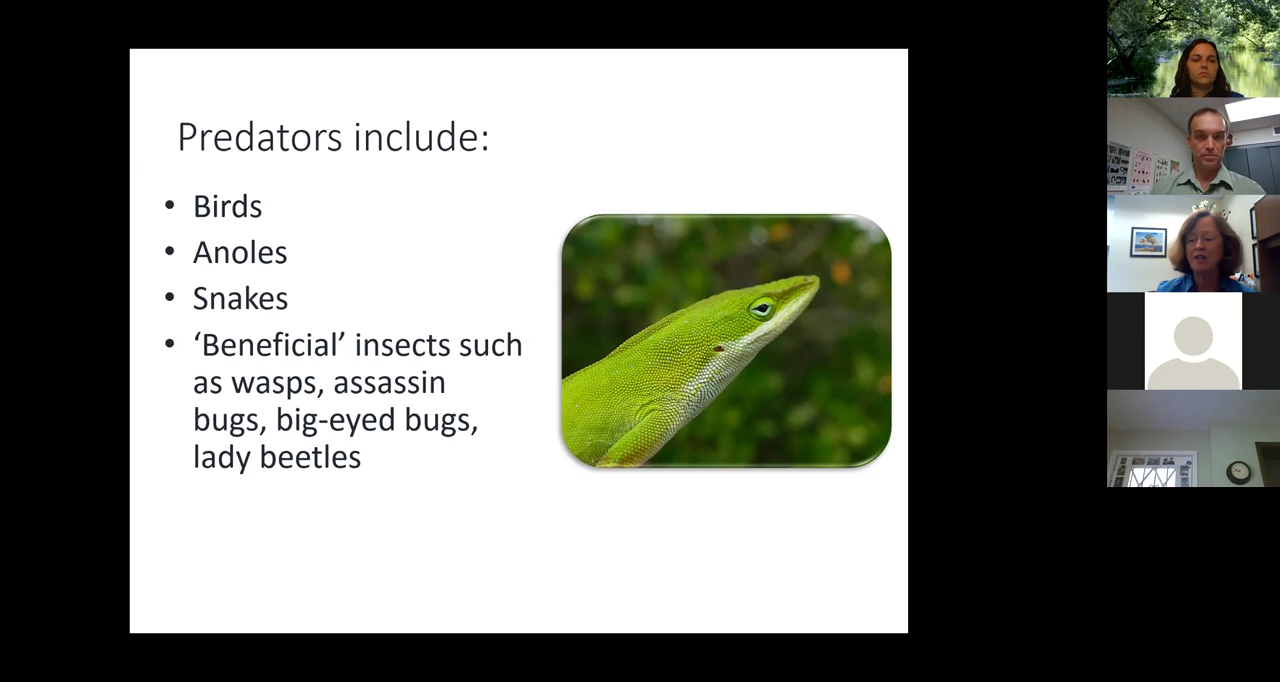 Predators include:
• Birds
• Anoles
• Snakes
• ‘Beneficial’ insects such
as wasps, assassin
bugs, big-eyed bugs,
lady beetles